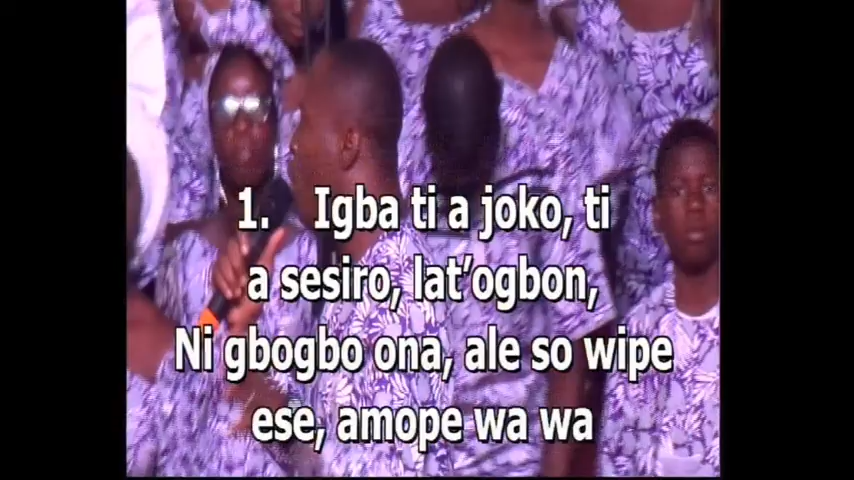 1. Igba ti a joko, ti
a sesiro, lat’ogbon,
Ni gbogbo ona, ale so wipe
ese, amope wa wa